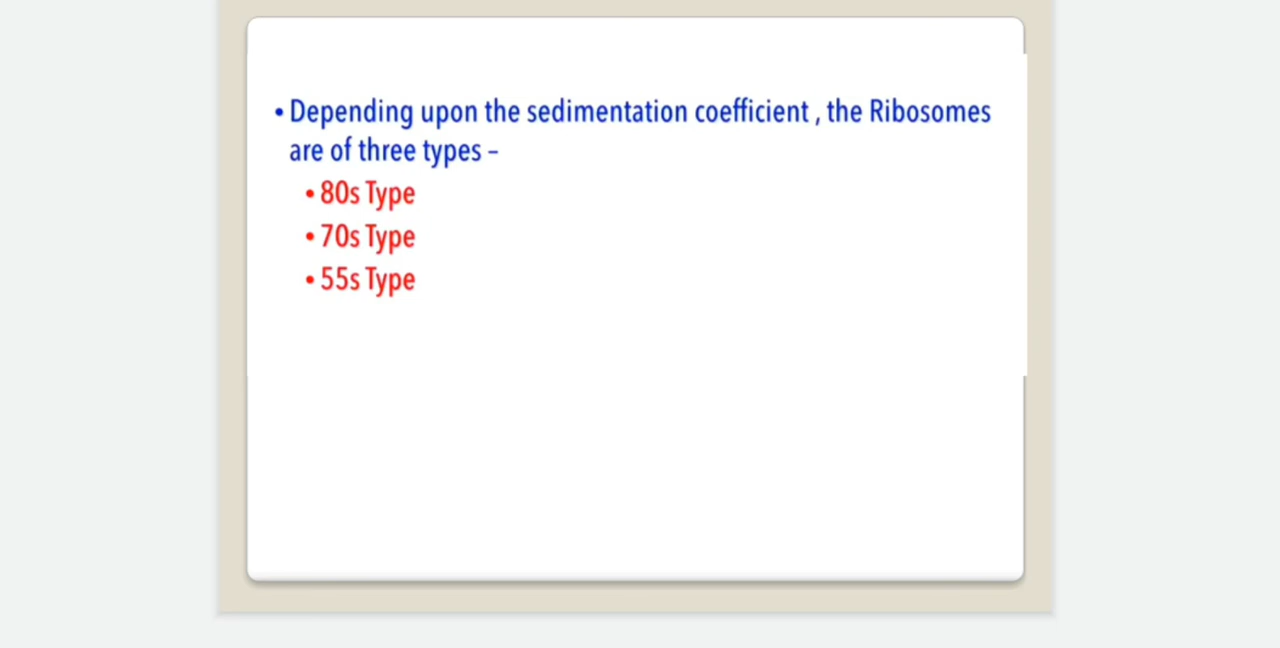 • Depending upon the sedimentation coefficient , the Ribosomes
are of three types –
• 80s Type
• 70s Type
• 55s Type